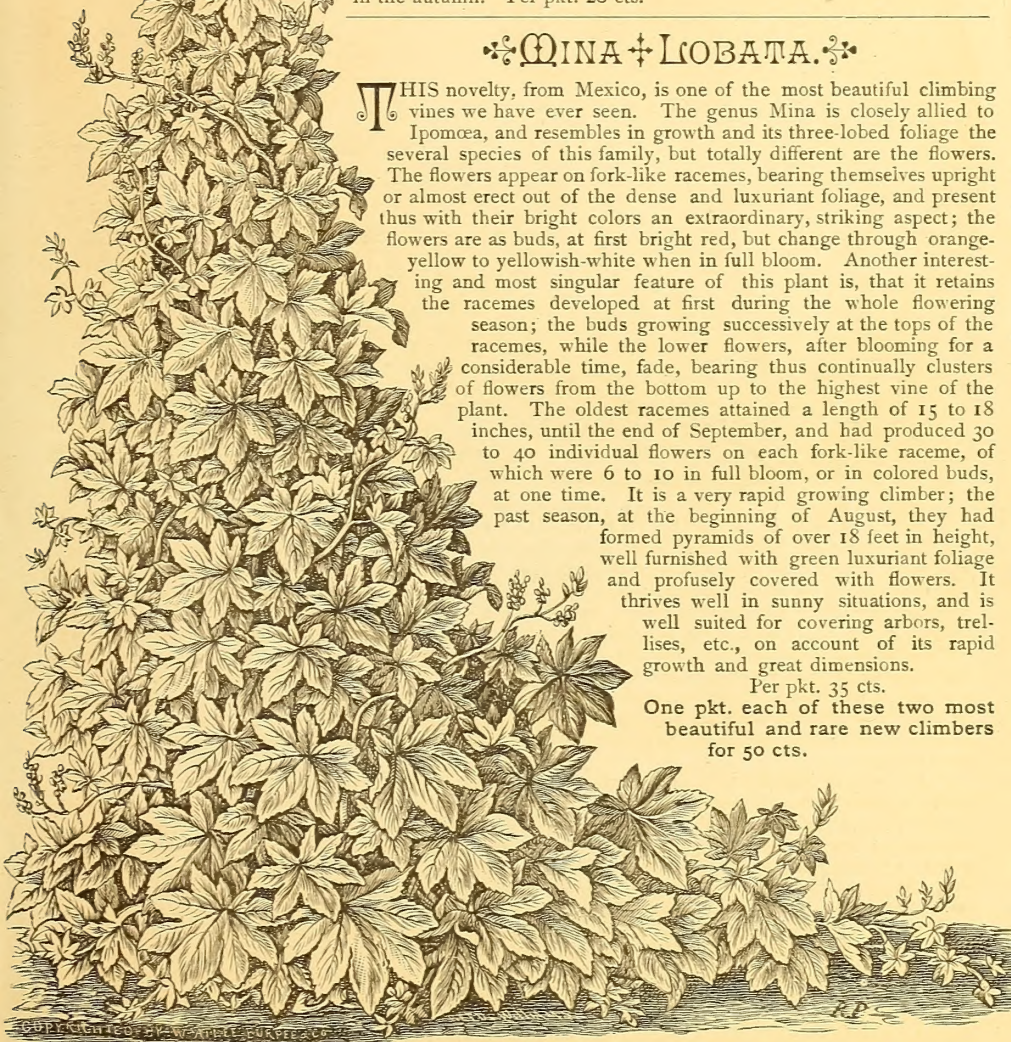 in the autumn. Per pkt. 25 cts.
MINA LOBATA.
THIS novelty, from Mexico, is one of the most beautiful climbing
vines we have ever seen. The genus Mina is closely allied to
Ipomœa, and resembles in growth and its three-lobed foliage the
several species of this family, but totally different are the flowers.
The flowers appear on fork-like racemes, bearing themselves upright
or almost erect out of the dense and luxuriant foliage, and present
thus with their bright colors an extraordinary, striking aspect; the
flowers are as buds, at first bright red, but change through orange-
yellow to yellowish-white when in full bloom. Another interest-
ing and most singular feature of this plant is, that it retains
the racemes developed at first during the whole flowering
season; the buds growing successively at the tops of the
racemes, while the lower flowers, after blooming for a
considerable time, fade, bearing thus continually clusters
of flowers from the bottom up to the highest vine of the
plant. The oldest racemes attained a length of 15 to 18
inches, until the end of September, and had produced 30
to 40 individual flowers on each fork-like raceme, of
which were 6 to 10 in full bloom, or in colored buds,
at one time. It is a very rapid growing climber; the
past season, at the beginning of August, they had
formed pyramids of over 18 feet in height,
well furnished with green luxuriant foliage
and profusely covered with flowers. It
thrives well in sunny situations, and is
well suited for covering arbors, trel-
lises, etc., on account of its rapid
growth and great dimensions.
Per pkt. 35 cts.
One pkt. each of these two most
beautiful and rare new climbers
for 50 cts.
R.P.
COPYRIGHTED BY W. ATLEE BURPEE & CO